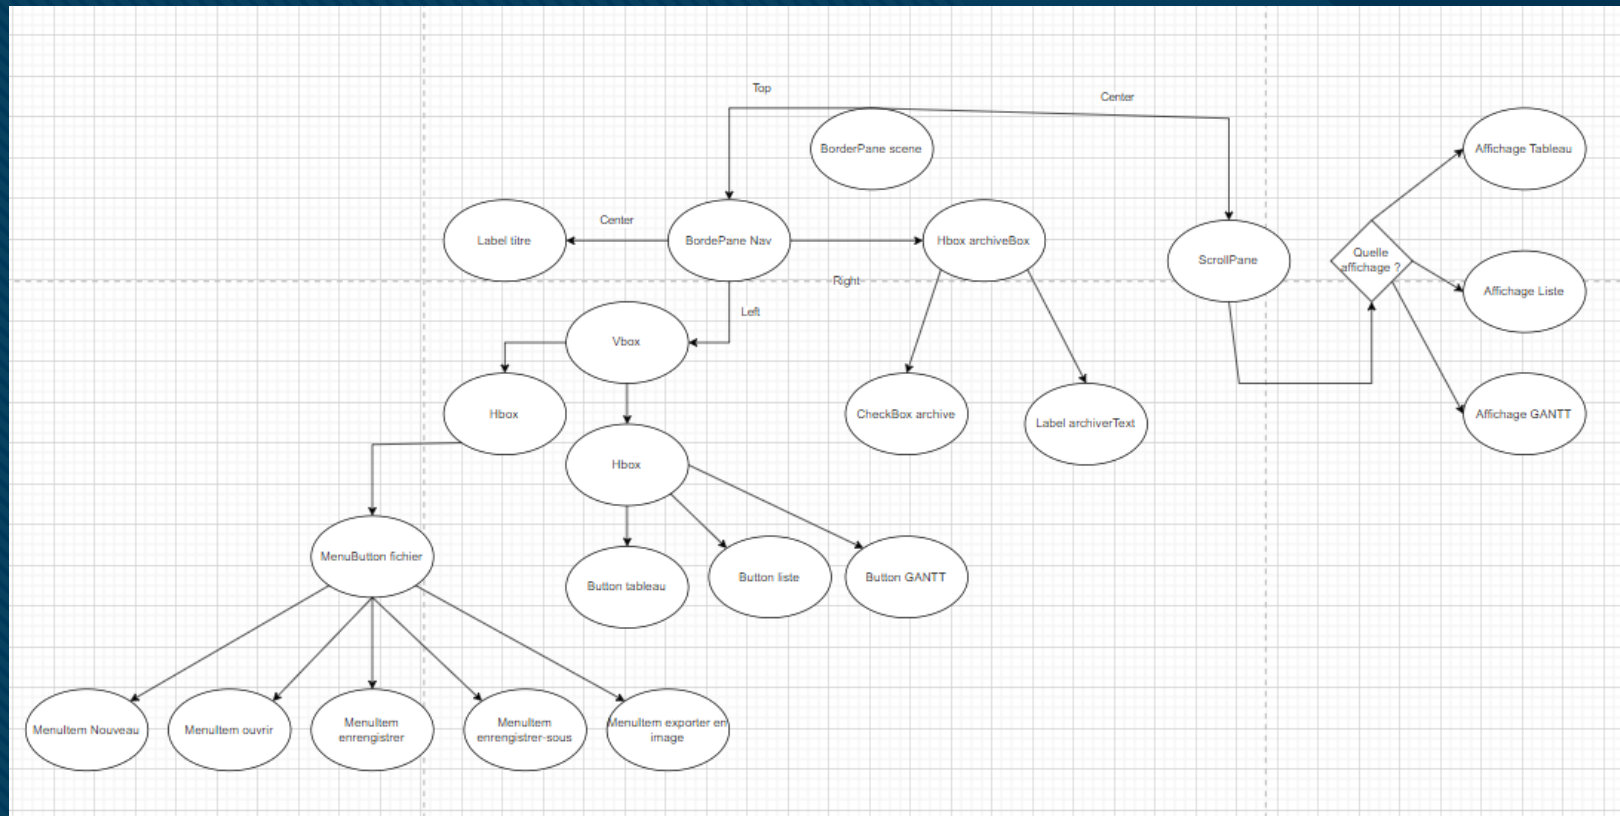 Top
Center
BorderPane scene
Affichage Tableau
Center
Label titre
BordePane Nav
Hbox archiveBox
ScrollPane
Quelle
affichage ?
Right
Affichage Liste
Left
Vbox
Hbox
CheckBox archive
Label archiverText
Affichage GANTT
Hbox
MenuButton fichier
Button tableau
Button liste
Button GANTT
MenuItem Nouveau
MenuItem ouvrir
MenuItem
enrengistrer
MenuItem
enrengistrer-sous
MenuItem exporter en
image